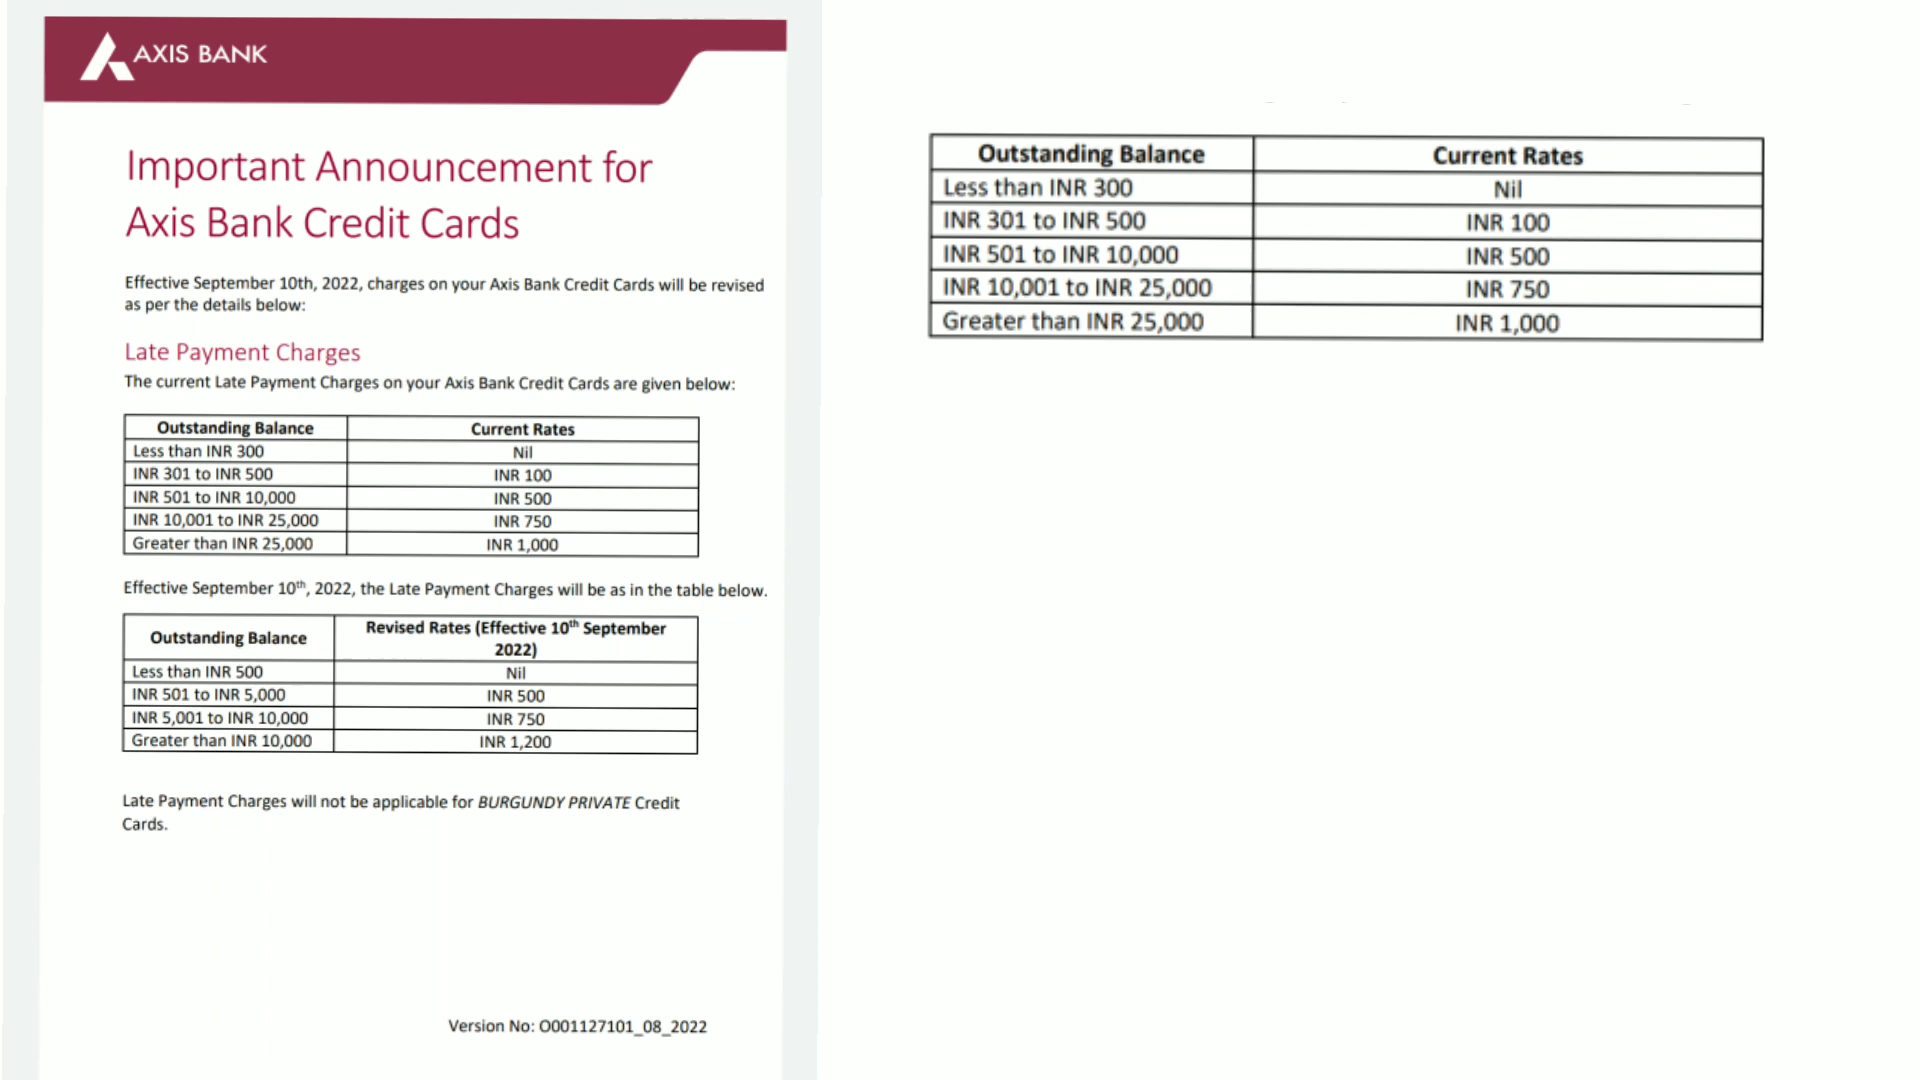 AXIS BANK
Important Announcement for
Axis Bank Credit Cards
Effective September 10th, 2022, charges on your Axis Bank Credit Cards will be revised
as per the details below:
Late Payment Charges
The current Late Payment Charges on your Axis Bank Credit Cards are given below:
Outstanding Balance Current Rates
Less than INR 300 Nil
INR 301 to INR 500 INR 100
INR 501 to INR 10,000 INR 500
INR 10,001 to INR 25,000 INR 750
Greater than INR 25,000 INR 1,000
Effective September 10th, 2022, the Late Payment Charges will be as in the table below.
Outstanding Balance Revised Rates (Effective 10th September
2022)
Less than INR 500 Nil
INR 501 to INR 5,000 INR 500
INR 5,001 to INR 10,000 INR 750
Greater than INR 10,000 INR 1,200
Late Payment Charges will not be applicable for BURGUNDY PRIVATE Credit
Cards.
Version No: O001127101_08_2022
Outstanding Balance Current Rates
Less than INR 300 Nil
INR 301 to INR 500 INR 100
INR 501 to INR 10,000 INR 500
INR 10,001 to INR 25,000 INR 750
Greater than INR 25,000 INR 1,000